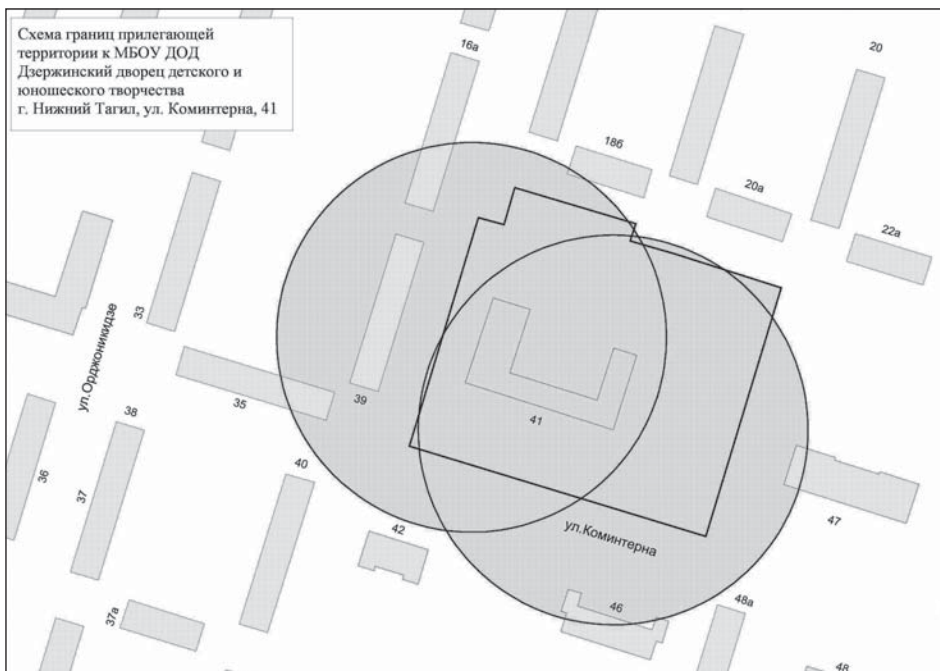 Схема границ прилегающей
территории к МБОУ ДОД
Дзержинский дворец детского и
юношеского творчества
г. Нижний Тагил, ул. Коминтерна, 41
16а
20
18б
20а
22а
33
ул.Орджоникидзе
35
39
41
38
36
37
40
42
ул.Коминтерна
47
46
48а
37а
48